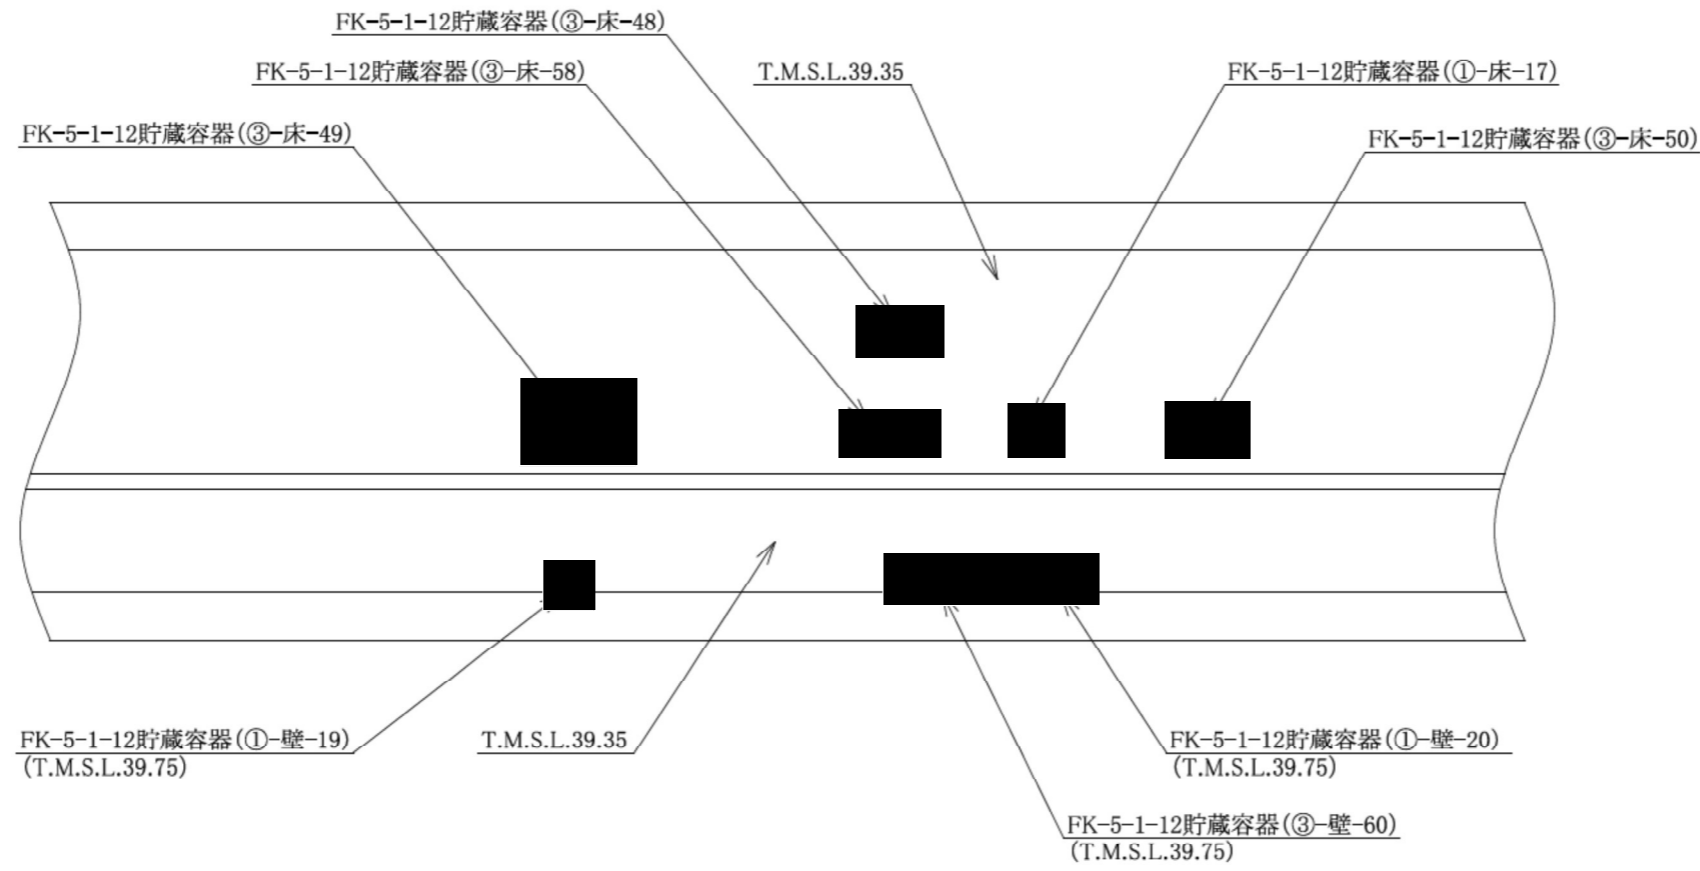 FK-5-1-12貯蔵容器(③-床-48)
FK-5-1-12貯蔵容器(③-床-58)
T.M.S.L.39.35
FK-5-1-12貯蔵容器(①-床-17)
FK-5-1-12貯蔵容器(③-床-49)
FK-5-1-12貯蔵容器(③-床-50)
FK-5-1-12貯蔵容器(①-壁-19)
(T.M.S.L.39.75)
T.M.S.L.39.35
FK-5-1-12貯蔵容器(①-壁-20)
(T.M.S.L.39.75)
FK-5-1-12貯蔵容器(③-壁-60)
(T.M.S.L.39.75)